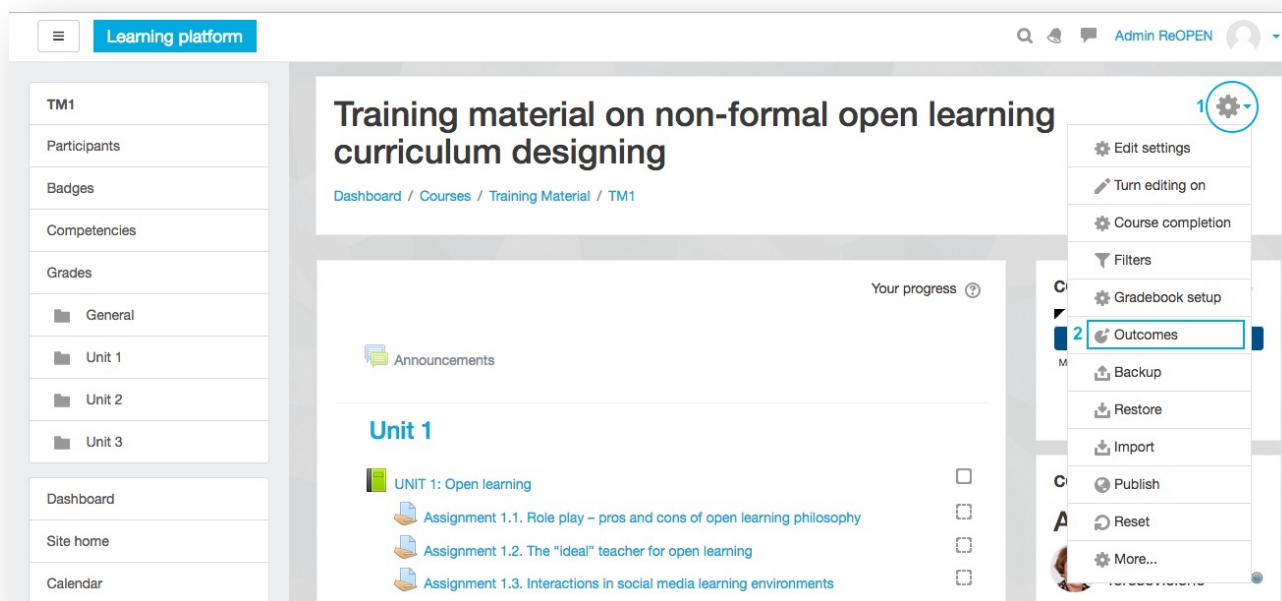 Learning platform
Admin ReOPEN
TM1
Participants
Badges
Competencies
Grades
General
Unit 1
Unit 2
Unit 3
Dashboard
Site home
Calendar
Training material on non-formal open learning
curriculum designing
Dashboard / Courses / Training Material / TM1
1
Edit settings
Turn editing on
Course completion
Filters
Gradebook setup
2 Outcomes
Backup
Restore
Import
Publish
Reset
More...
Your progress
Announcements
Unit 1
UNIT 1: Open learning
Assignment 1.1. Role play – pros and cons of open learning philosophy
Assignment 1.2. The “ideal” teacher for open learning
Assignment 1.3. Interactions in social media learning environments